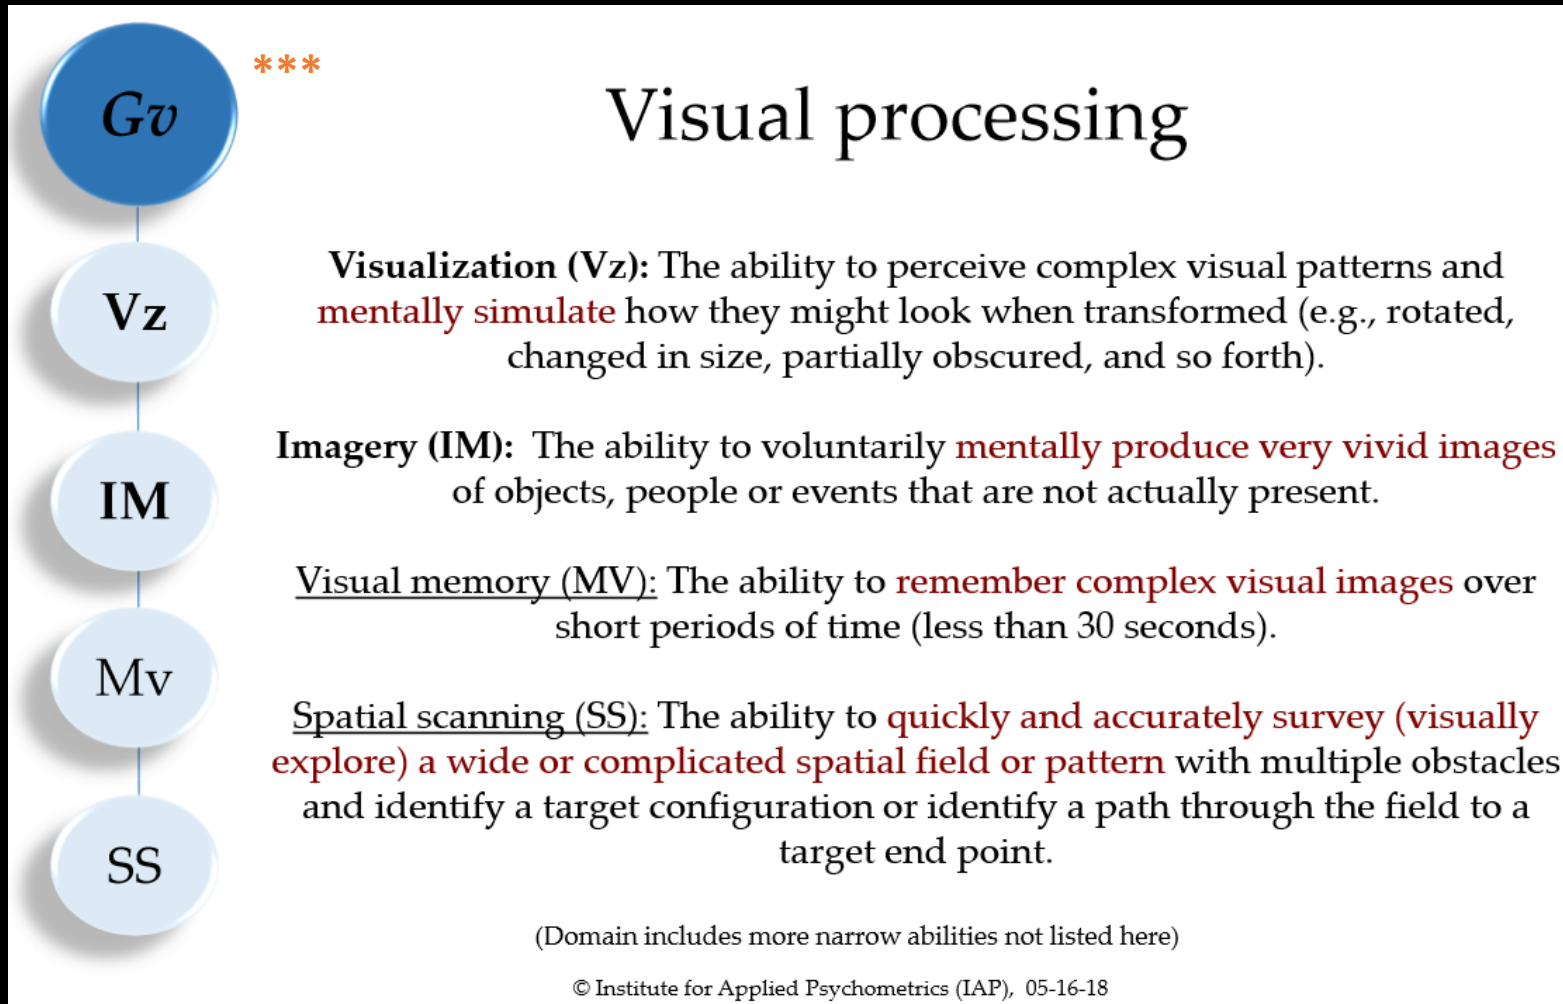 Gv
***
Visual processing
Vz
Visualization (Vz): The ability to perceive complex visual patterns and
mentally simulate how they might look when transformed (e.g., rotated,
changed in size, partially obscured, and so forth).
IM
Imagery (IM): The ability to voluntarily mentally produce very vivid images
of objects, people or events that are not actually present.
Mv
Visual memory (MV): The ability to remember complex visual images over
short periods of time (less than 30 seconds).
SS
Spatial scanning (SS): The ability to quickly and accurately survey (visually
explore) a wide or complicated spatial field or pattern with multiple obstacles
and identify a target configuration or identify a path through the field to a
target end point.
(Domain includes more narrow abilities not listed here)
© Institute for Applied Psychometrics (IAP), 05-16-18